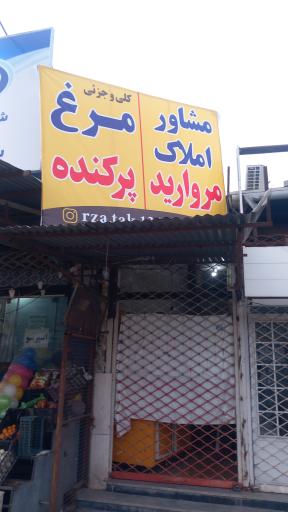 مشاور
املاک
مروارید
کلی و جزئی
مرغ
پرکنده